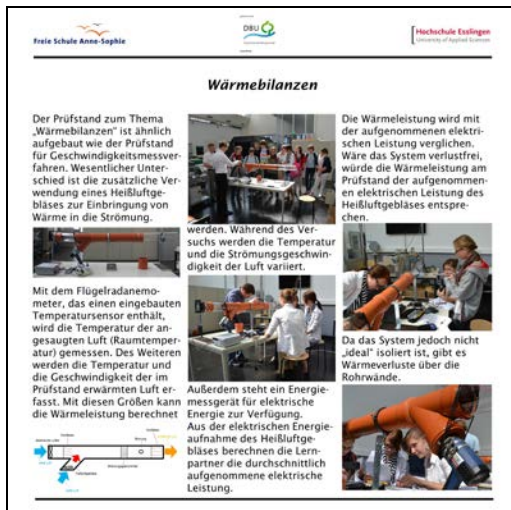 Freie Schule Anne-Sophie
DBU
Hochschule Esslingen
University of Applied Sciences
Wärmebilanzen
Der Prüfstand zum Thema
„Wärmebilanzen" ist ähnlich
aufgebaut wie der Prüfstand
für Geschwindigkeitsmessver-
fahren. Wesentlicher Unter-
schied ist die zusätzliche Ver-
wendung eines Heißluftge-
bläses zur Einbringung von
Wärme in die Strömung.
Mit dem Flügelradanemo-
meter, das einen eingebauten
Temperatursensor enthält,
wird die Temperatur der an-
gesaugten Luft (Raumtemper-
atur) gemessen. Des Weiteren
werden die Temperatur und
die Geschwindigkeit der im
Prüfstand erwärmten Luft er-
fasst. Mit diesen Größen kann
die Wärmeleistung berechnet
werden. Während des Ver-
suchs werden die Temperatur
und die Strömungsgeschwin-
digkeit der Luft variiert.
Außerdem steht ein Energie-
messgerät für elektrische
Energie zur Verfügung.
Aus der elektrischen Energie-
aufnahme des Heißluftge-
bläses berechnen die Lern-
partner die durchschnittlich
aufgenommene elektrische
Leistung.
Die Wärmeleistung wird mit
der aufgenommenen elektri-
schen Leistung verglichen.
Wäre das System verlustfrei,
würde die Wärmeleistung am
Prüfstand der aufgenommen-
en elektrischen Leistung des
Heißluftgebläses entspre-
chen.
Da das System jedoch nicht
„ideal" isoliert ist, gibt es
Wärmeverluste über die
Rohrwände.